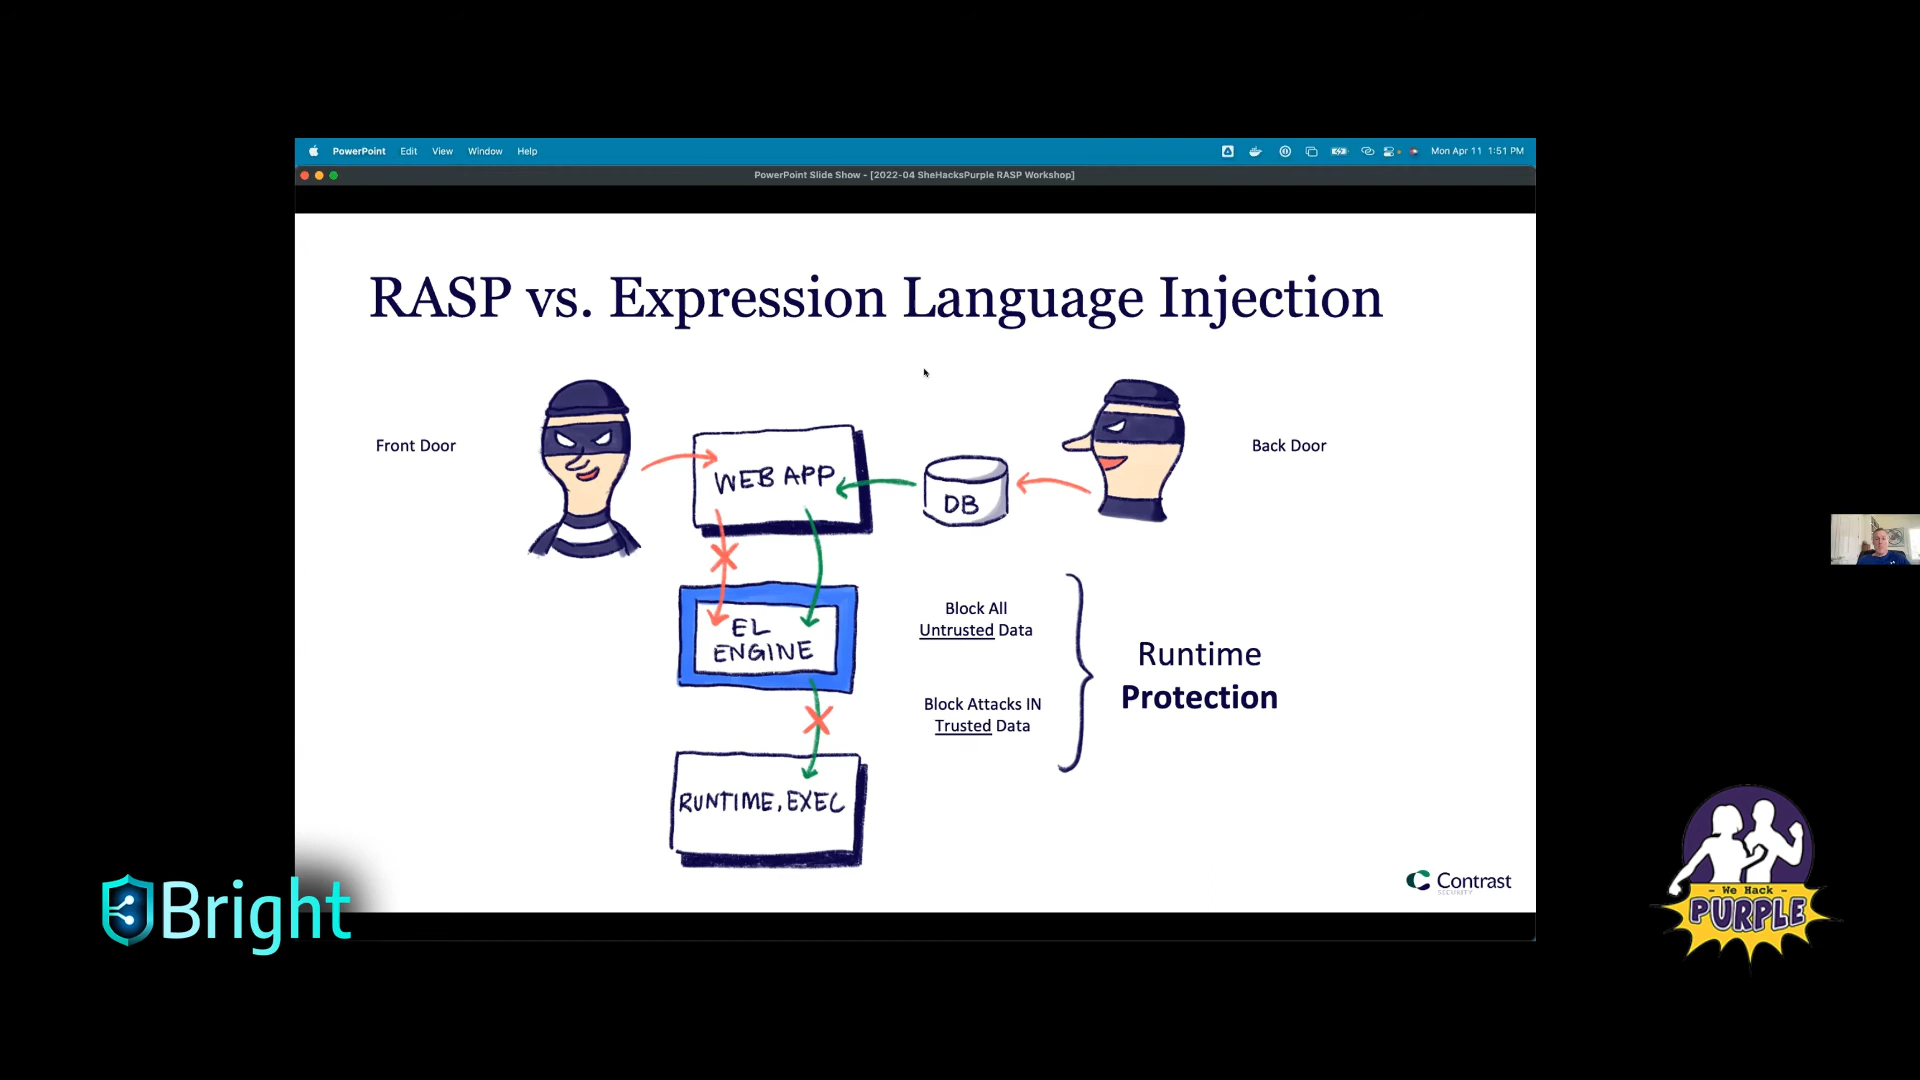 PowerPoint Edit View Window Help
Mon Apr 11 1:51 PM
PowerPoint Slide Show - [2022-04 SheHacksPurple RASP Workshop]
RASP vs. Expression Language Injection
Front Door
WEB APP
DB
Back Door
EL
ENGINE
Block All
Untrusted Data
Block Attacks IN
Trusted Data
Runtime
Protection
RUNTIME.EXEC
Contrast
SECURITY
Bright
- We Hack -
PURPLE